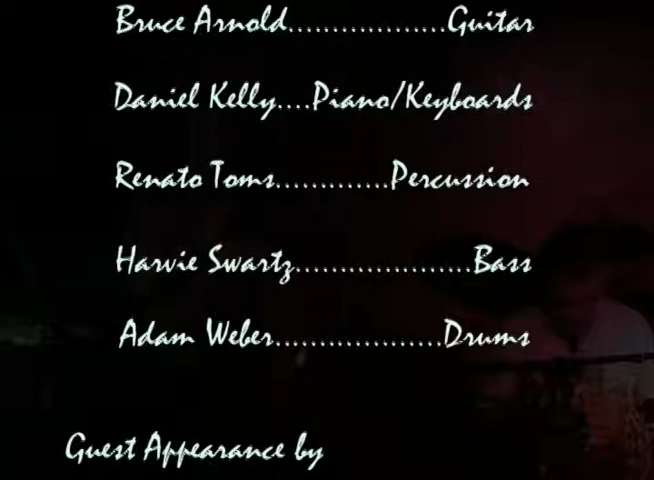 Bruce Arnold..................Guitar
Daniel Kelly....Piano/Keyboards
Renato Toms.............Percussion
Harvie Swartz....................Bass
Adam Weber...................Drums
Guest Appearance by